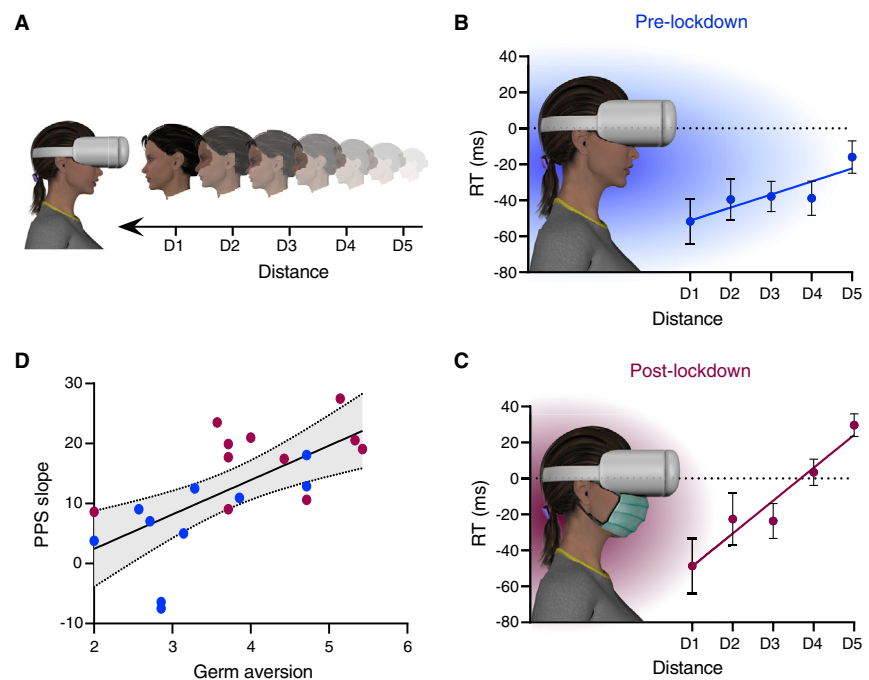 A
D1 D2 D3 D4 D5
Distance
B
Pre-lockdown
40
20
0
-20
-40
-60
-80
RT (ms)
D1 D2 D3 D4 D5
Distance
D
30
20
10
0
-10
PPS slope
2 3 4 5 6
Germ aversion
C
Post-lockdown
40
20
0
-20
-40
-60
-80
RT (ms)
D1 D2 D3 D4 D5
Distance